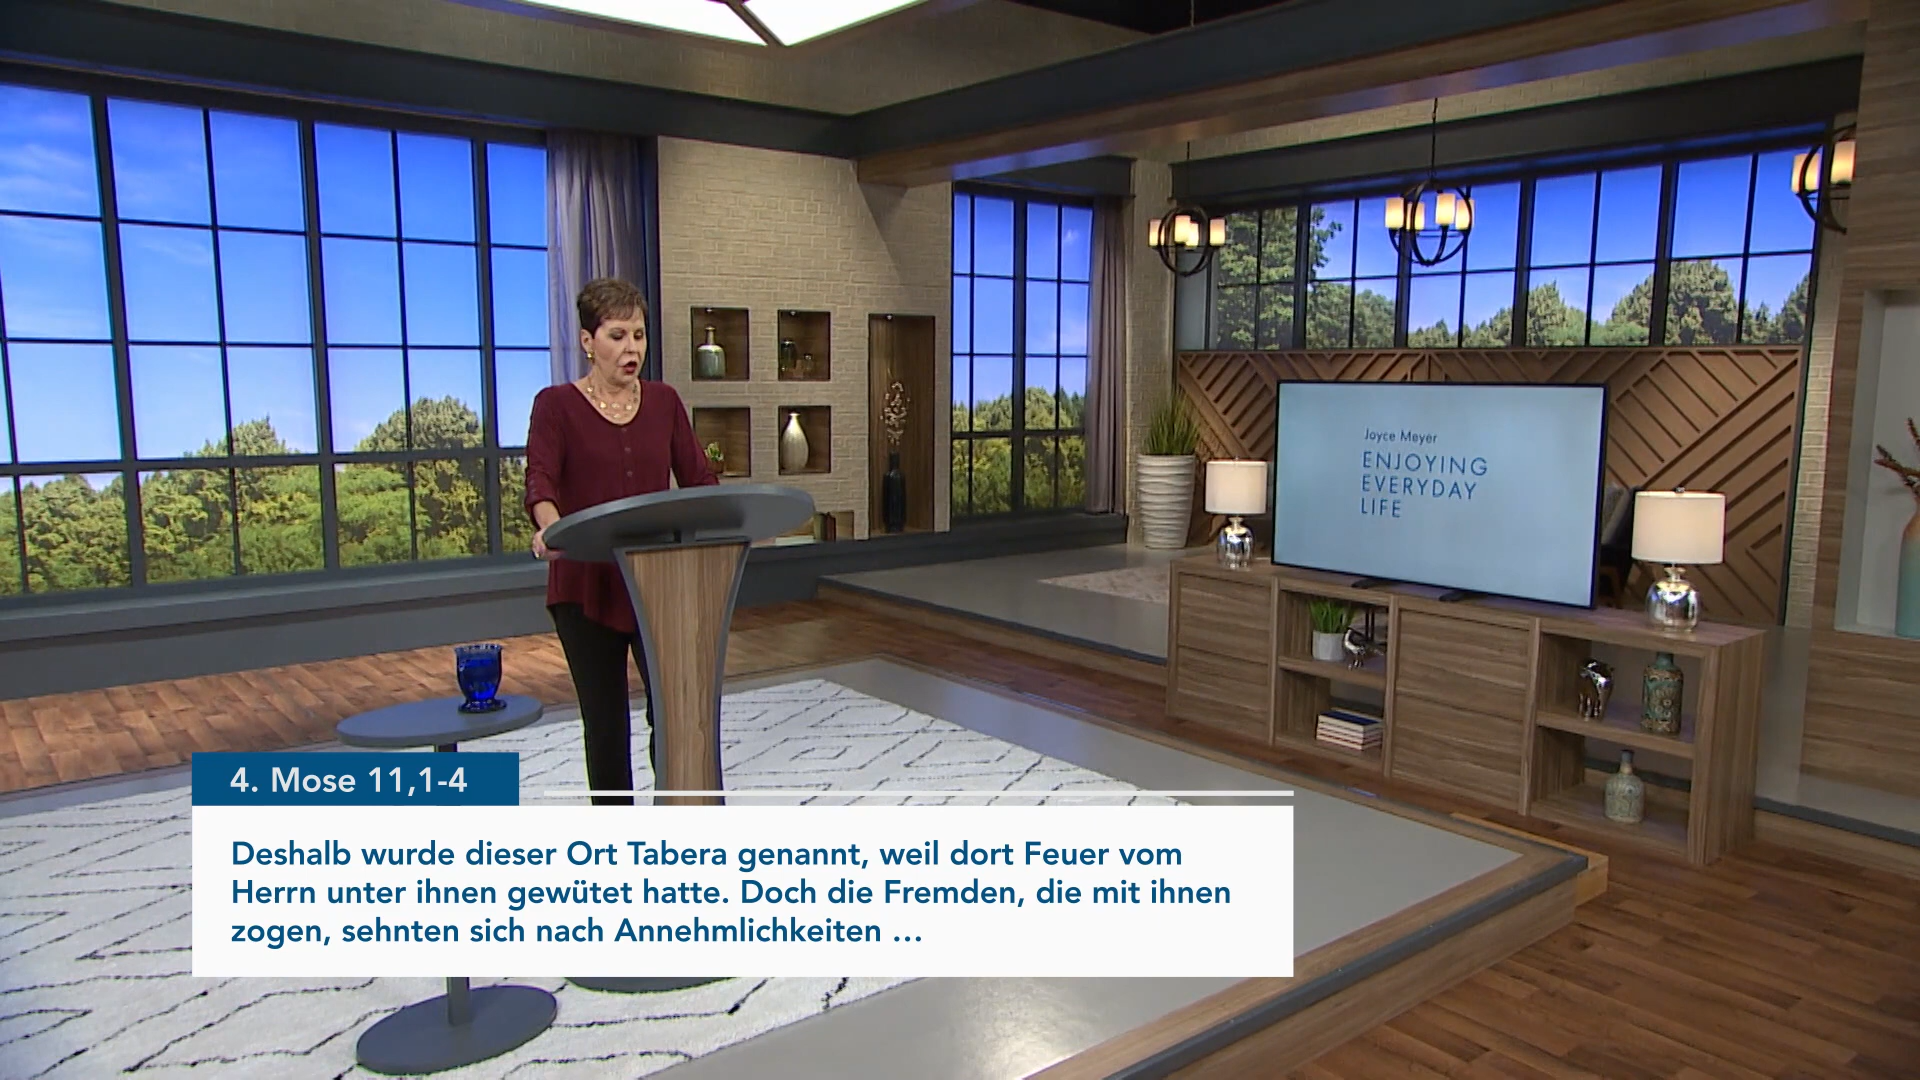 Joyce Meyer
ENJOYING
EVERYDAY
LIFE
4. Mose 11,1-4
Deshalb wurde dieser Ort Tabera genannt, weil dort Feuer vom
Herrn unter ihnen gewütet hatte. Doch die Fremden, die mit ihnen
zogen, sehnten sich nach Annehmlichkeiten …